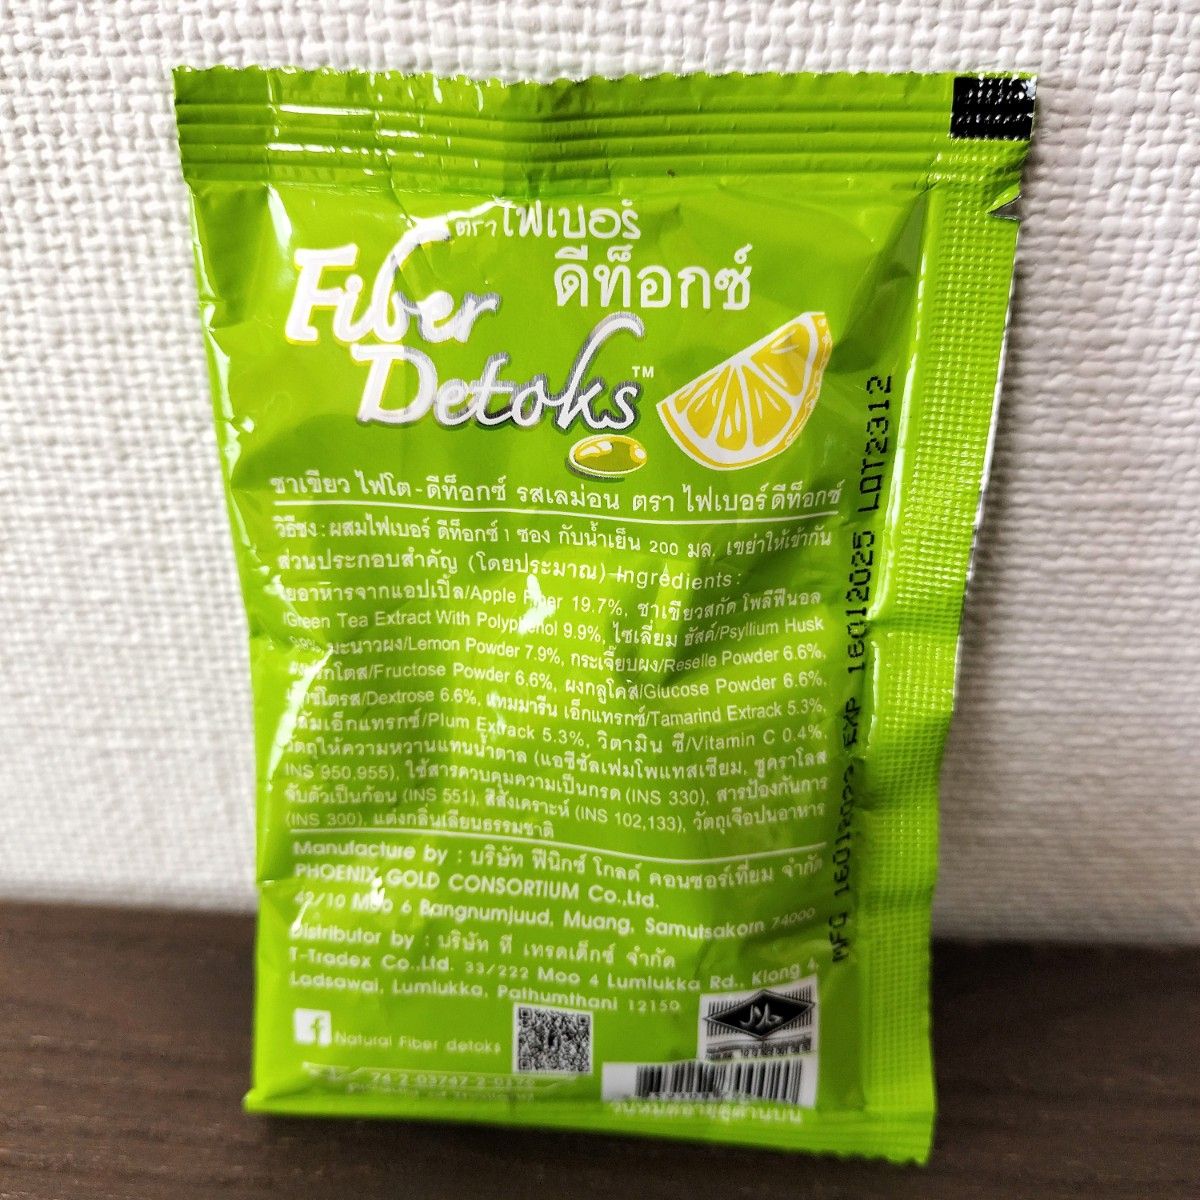 ตรา ไฟเบอร์
ดีท็อกซ์
Fiber
Detoks™
ชาเขียว ไฟโต-ดีท็อกซ์ รสเลม่อน ตรา ไฟเบอร์ ดีท็อกซ์
วิธีชง: ผสมไฟเบอร์ ดีท็อกซ์ 1 ซอง กับน้ำเย็น 200 มล. เขย่าให้เข้ากัน
ส่วนประกอบสำคัญ (โดยประมาณ) Ingredients:
ใยอาหารจากแอปเปิ้ล/Apple Fiber 19.7%, ชาเขียวสกัด โพลีฟีนอล
/Green Tea Extract With Polyphenol 9.9%, ไซเลี่ยม ฮัสค์/Psyllium Husk
มะนาวผง/Lemon Powder 7.9%, กระเจี๊ยบผง/Reselle Powder 6.6%,
/Fructose Powder 6.6%, ผงกลูโคส/Glucose Powder 6.6%,
/Dextrose 6.6%, แทมมารีน เอ็กแทรกซ์/Tamarind Extrack 5.3%,
/Plum Extrack 5.3%, วิตามิน ซี/Vitamin C 0.4%,
วัตถุให้ความหวานแทนน้ำตาล (แอซีซัลเฟมโพแทสเซียม, ซูคราโลส
INS 950,955), ใช้สารควบคุมความเป็นกรด (INS 330), สารป้องกันการ
จับตัวเป็นก้อน (INS 551), สีสังเคราะห์ (INS 102,133), วัตถุเจือปนอาหาร
(INS 300), แต่งกลิ่นเลียนธรรมชาติ
Manufacture by : บริษัท ฟีนิกซ์ โกลด์ คอนซอร์เที่ยม จำกัด
PHOENIX GOLD CONSORTIUM Co.,Ltd.
42/10 Moo 6 Bangnumjuud, Muang, Samutsakorn 74000
Distributor by : บริษัท ที เทรดเด็กซ์ จำกัด
T-Tradex Co.,Ltd. 33/222 Moo 4 Lumlukka Rd., Klong 4,
Ladsawai, Lumlukka, Pathumthani 12150
Natural Fiber detoks
حلال
วันหมดอายุดูด้านบน
MFG 16012023 EXP 16012025 LOT2312